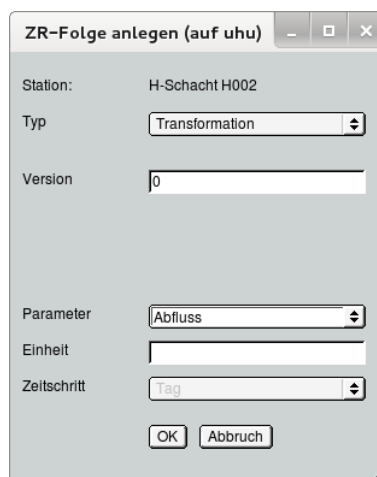 ZR-Folge anlegen (auf uhu)
Station: H-Schacht H002
Typ Transformation
Version 0
Parameter Abfluss
Einheit
Zeitschritt Tag
OK Abbruch